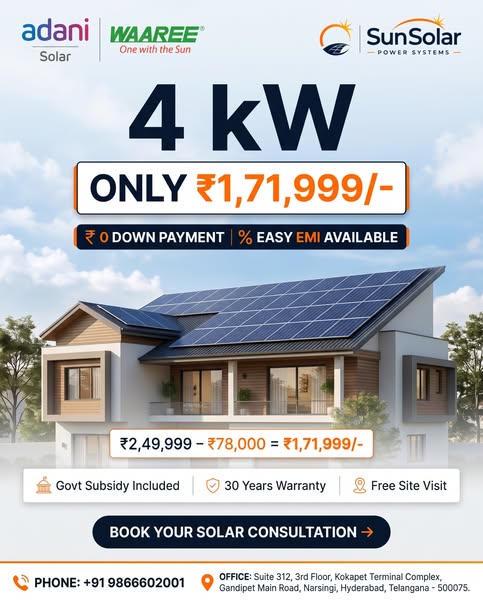 adani
Solar
WAAREE®
One with the Sun
SunSolar
POWER SYSTEMS
4 kW
ONLY ₹1,71,999/-
₹ 0 DOWN PAYMENT | % EASY EMI AVAILABLE
₹2,49,999 – ₹78,000 = ₹1,71,999/-
Govt Subsidy Included
30 Years Warranty
Free Site Visit
BOOK YOUR SOLAR CONSULTATION →
PHONE: +91 9866602001
OFFICE: Suite 312, 3rd Floor, Kokapet Terminal Complex,
Gandipet Main Road, Narsingi, Hyderabad, Telangana - 500075.